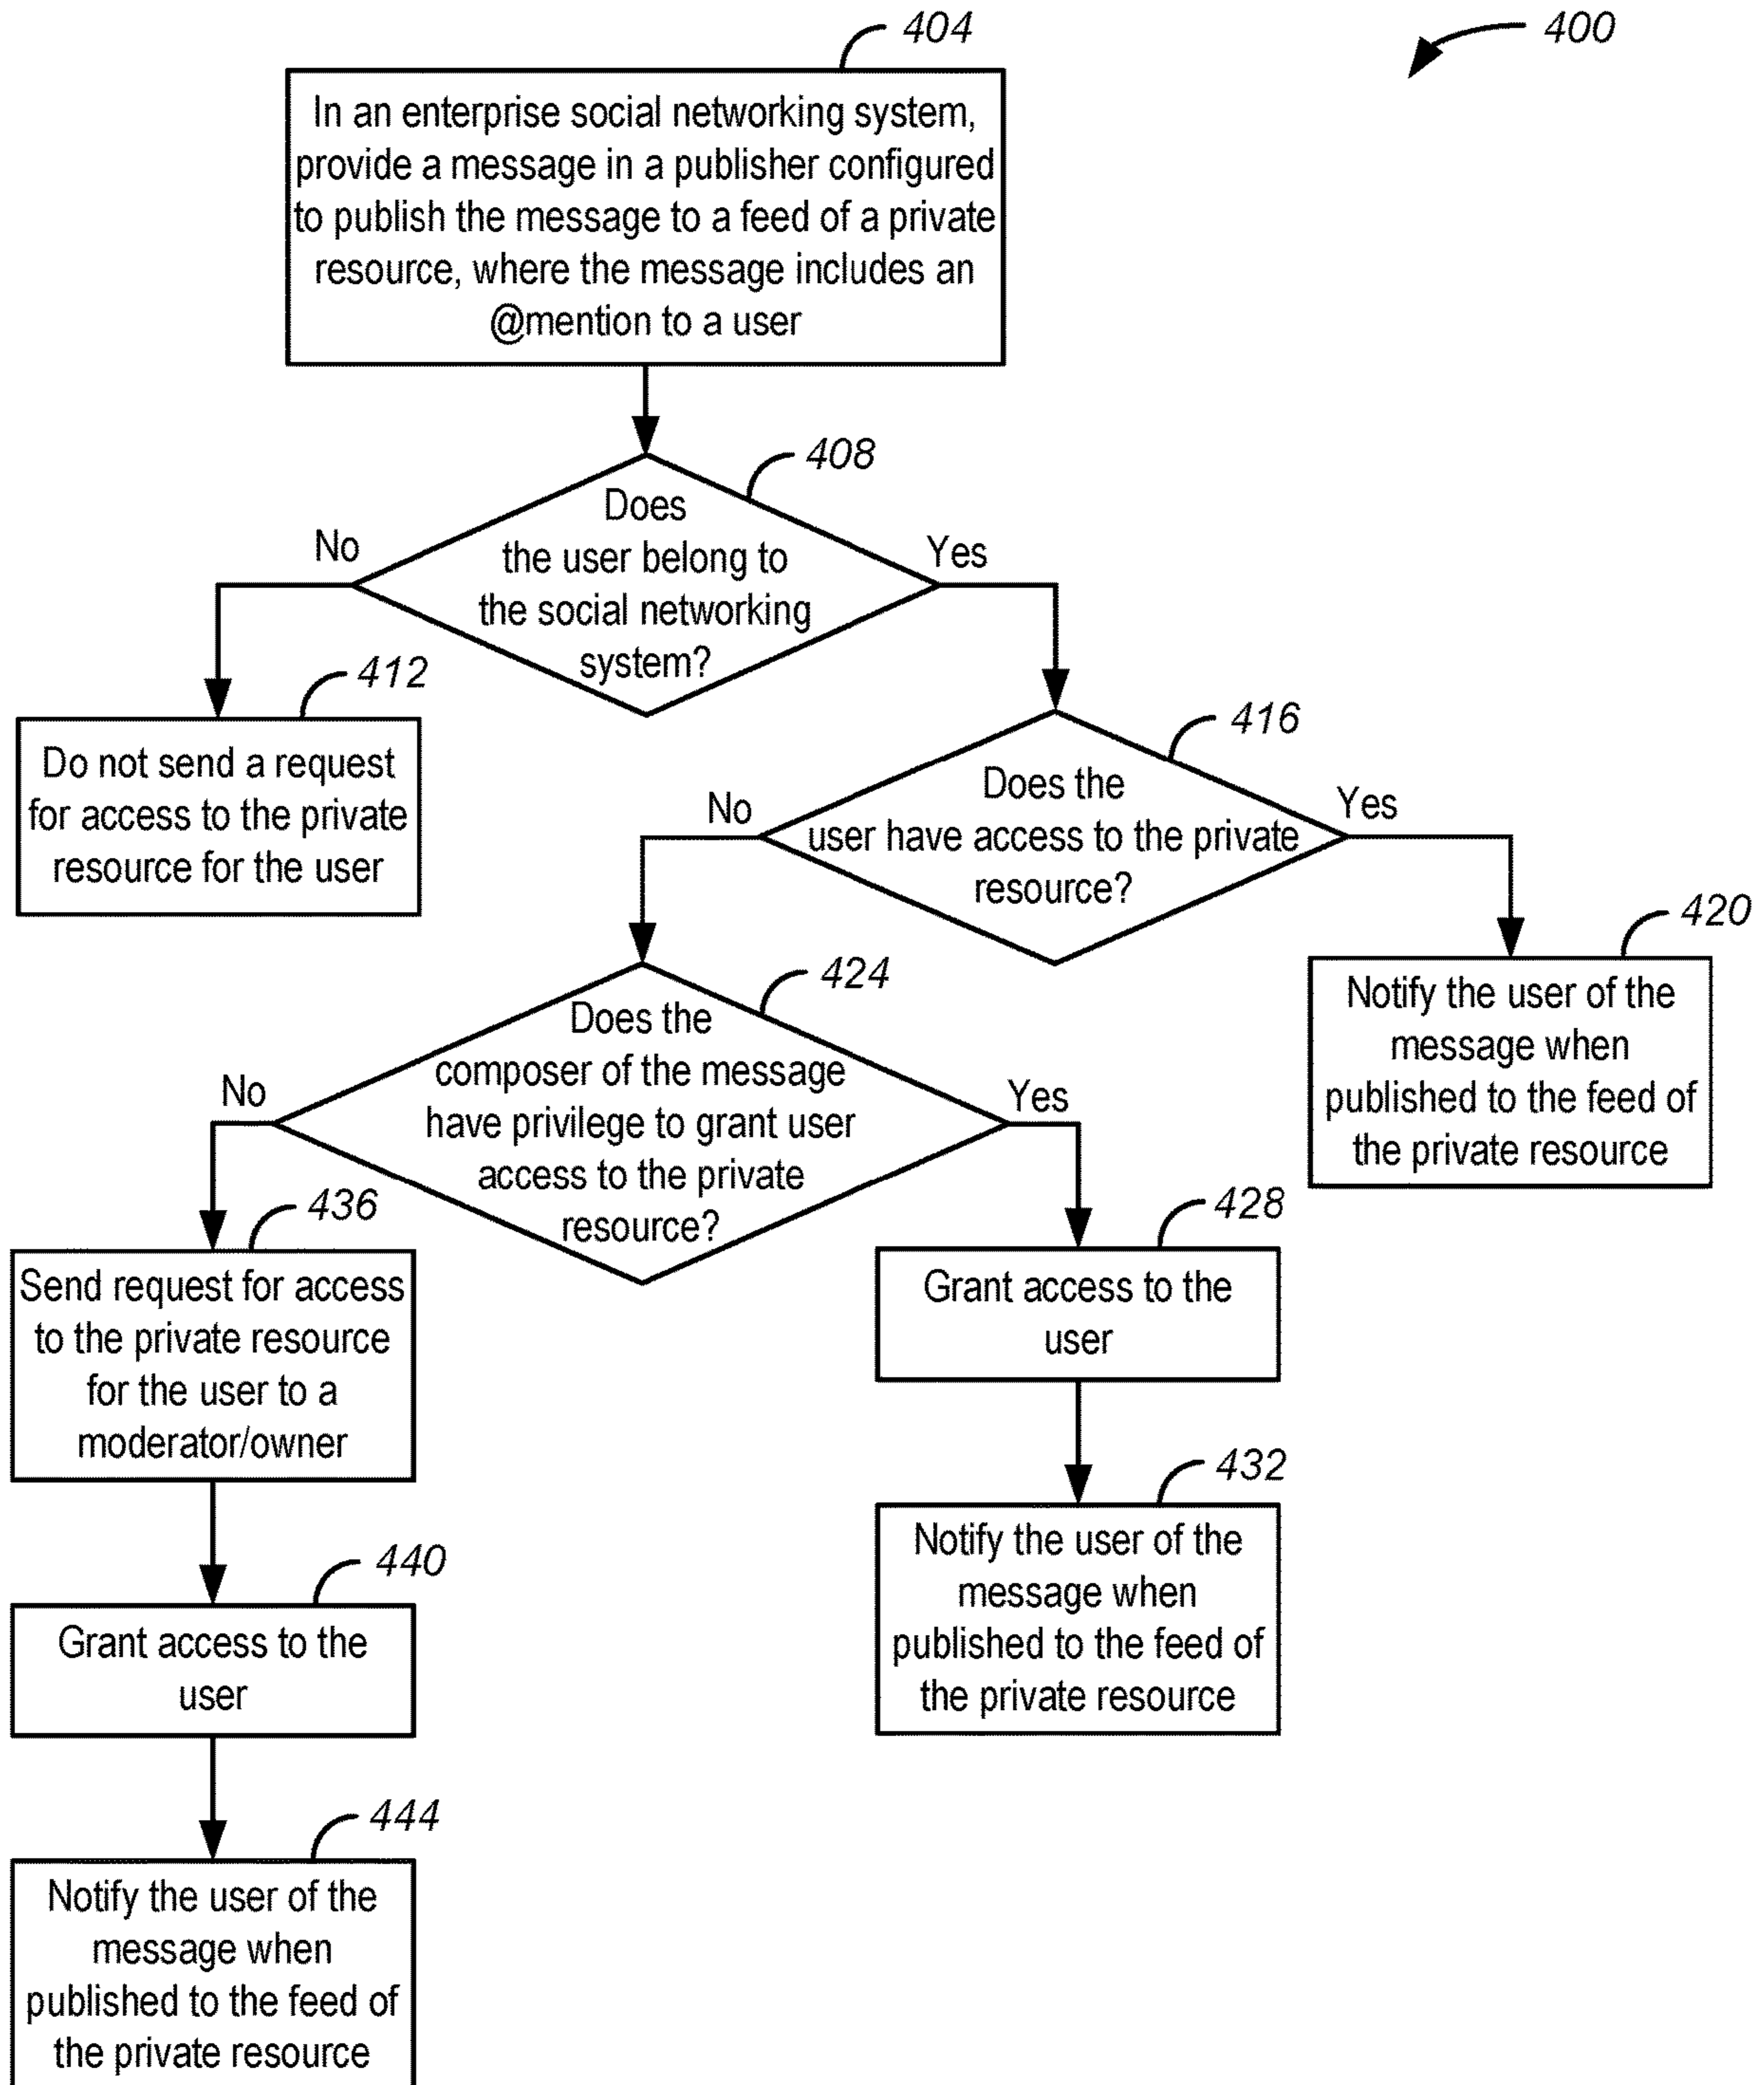 400
404
In an enterprise social networking system,
provide a message in a publisher configured
to publish the message to a feed of a private
resource, where the message includes an
@mention to a user
408
Does
the user belong to
the social networking
system?
No
Yes
412
Do not send a request
for access to the private
resource for the user
416
Does the
user have access to the private
resource?
No
Yes
420
Notify the user of the
message when
published to the feed of
the private resource
424
Does the
composer of the message
have privilege to grant user
access to the private
resource?
No
Yes
428
Grant access to the
user
432
Notify the user of the
message when
published to the feed of
the private resource
436
Send request for access
to the private resource
for the user to a
moderator/owner
440
Grant access to the
user
444
Notify the user of the
message when
published to the feed of
the private resource